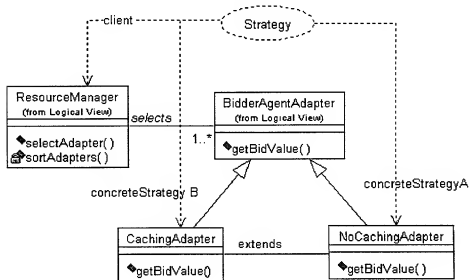 client
Strategy
ResourceManager
(from Logical View)
selectAdapter()
sortAdapters()
selects
1..*
BidderAgentAdapter
(from Logical View)
getBidValue()
concreteStrategy B
concreteStrategyA
CachingAdapter
getBidValue()
extends
NoCachingAdapter
getBidValue( )